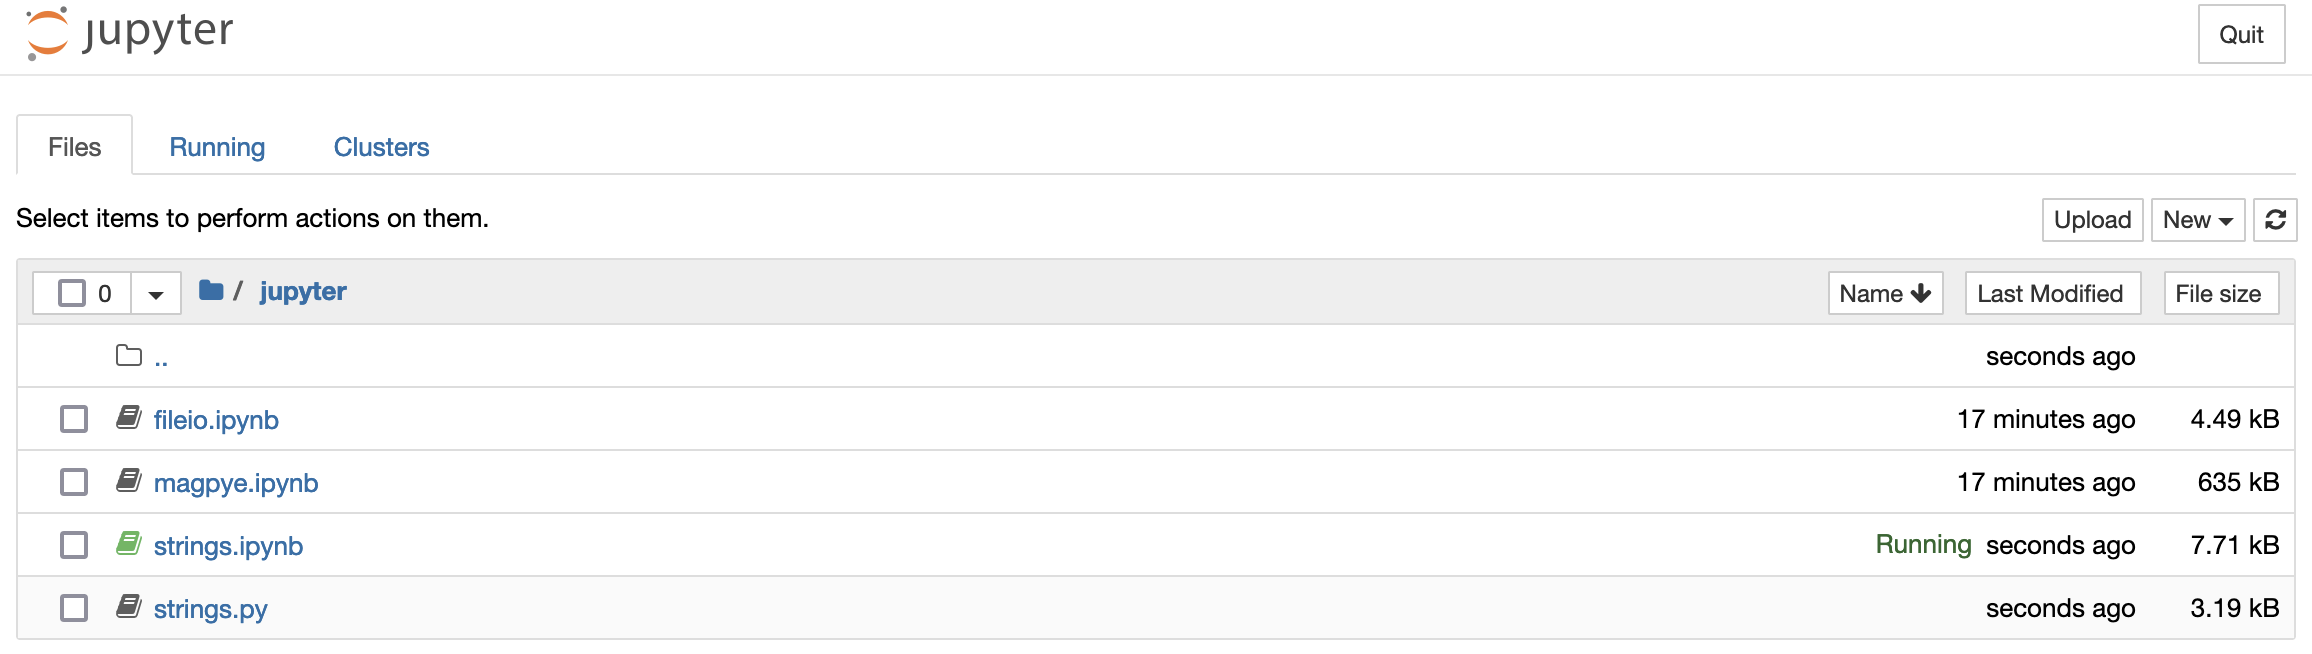 jupyter
Quit
Files Running Clusters
Select items to perform actions on them.
Upload New
0 / jupyter Name Last Modified File size
.. seconds ago
fileio.ipynb 17 minutes ago 4.49 kB
magpye.ipynb 17 minutes ago 635 kB
strings.ipynb Running seconds ago 7.71 kB
strings.py seconds ago 3.19 kB